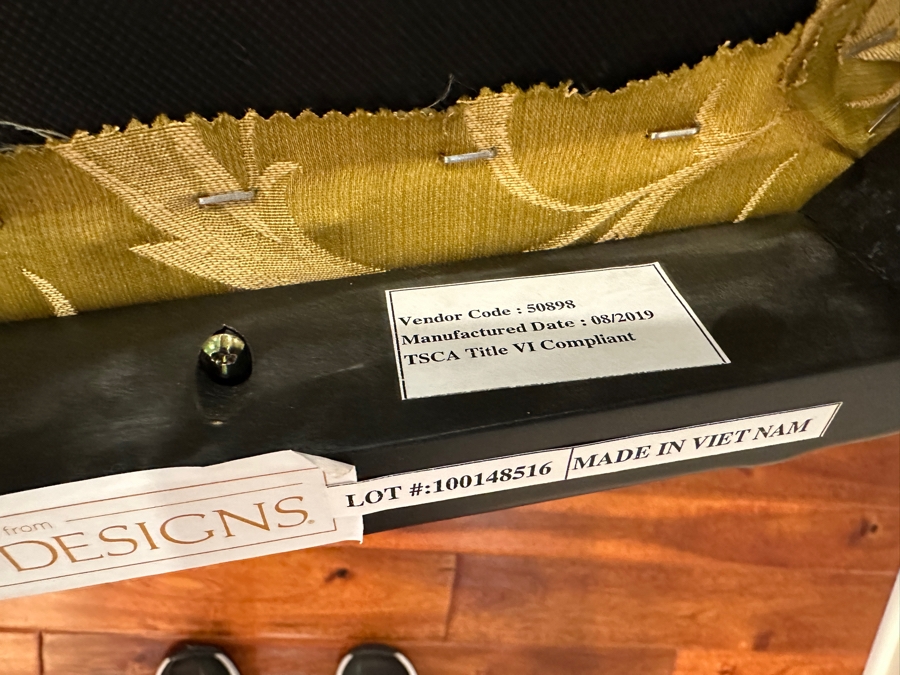 Vendor Code : 50898
Manufactured Date : 08/2019
TSCA Title VI Compliant
LOT #:100148516 MADE IN VIET NAM
from
DESIGNS®